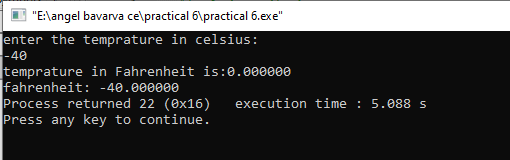 "E:\angel bavarva ce\practical 6\practical 6.exe"
enter the temprature in celsius:
-40
temprature in Fahrenheit is:0.000000
fahrenheit: -40.000000
Process returned 22 (0x16)   execution time : 5.088 s
Press any key to continue.